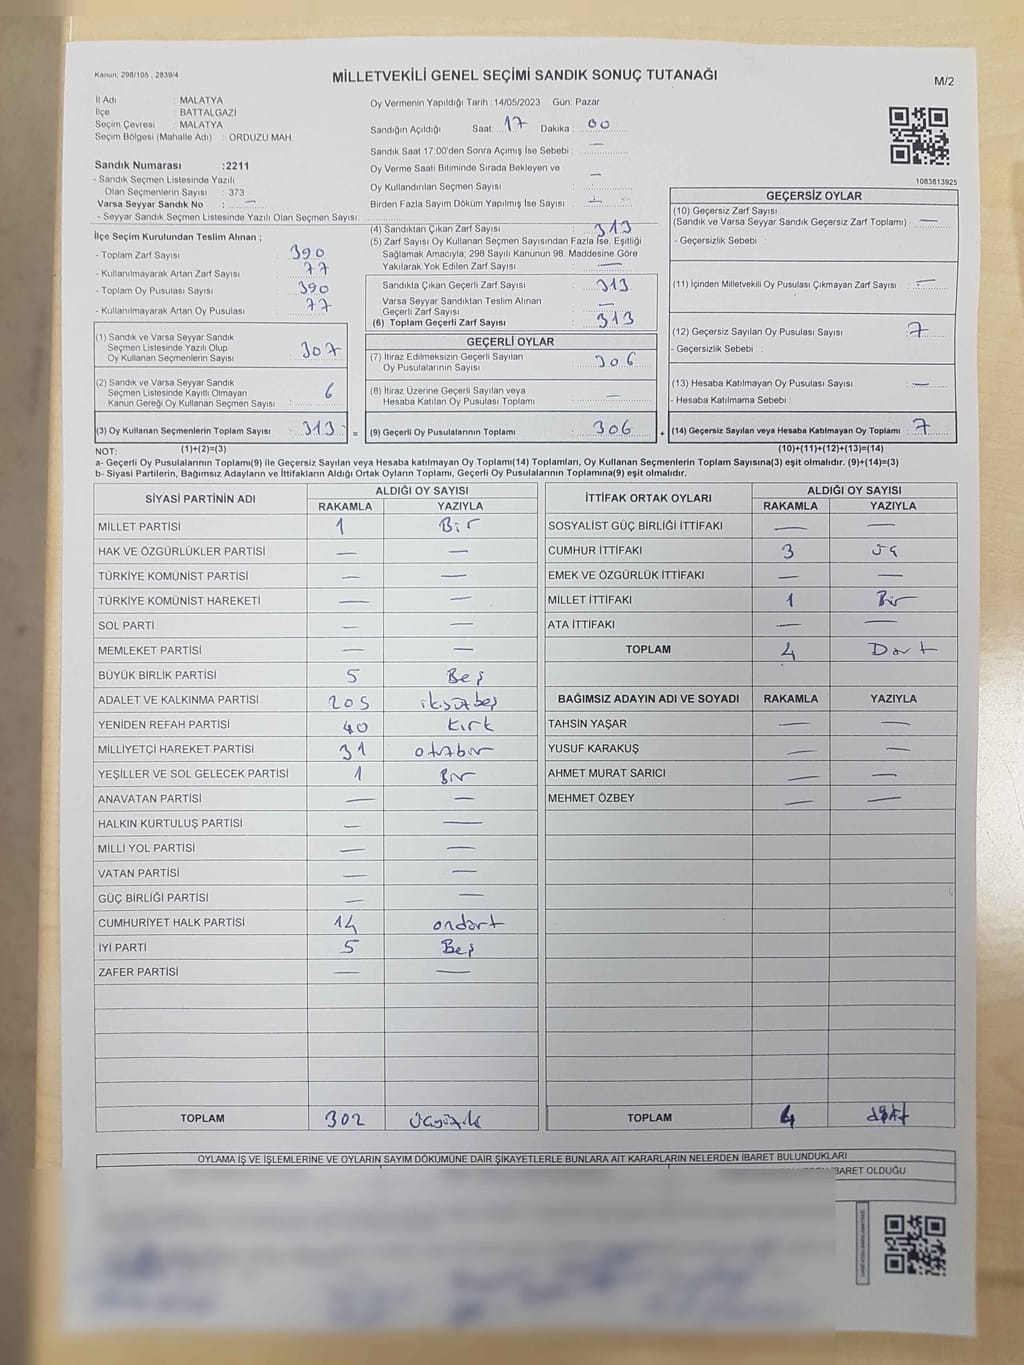 Kanun; 298/105 , 2839/4
MİLLETVEKİLİ GENEL SEÇİMİ SANDIK SONUÇ TUTANAĞI
M/2
İl Adı : MALATYA
İlçe : BATTALGAZİ
Seçim Çevresi : MALATYA
Seçim Bölgesi (Mahalle Adı) : ORDUZU MAH
Oy Vermenin Yapıldığı Tarih :14/05/2023 Gün: Pazar
Sandığın Açıldığı Saat: 17 Dakika : 00
Sandık Saat 17:00'den Sonra Açımış İse Sebebi : —
Oy Verme Saati Bitiminde Sırada Bekleyen ve
Oy Kullandırılan Seçmen Sayısı : —
Birden Fazla Sayım Döküm Yapılmış İse Sayısı : —
1083813925
Sandık Numarası :2211
- Sandık Seçmen Listesinde Yazılı
Olan Seçmenlerin Sayısı : 373
Varsa Seyyar Sandık No : —
- Seyyar Sandık Seçmen Listesinde Yazılı Olan Seçmen Sayısı:
İlçe Seçim Kurulundan Teslim Alınan ;
- Toplam Zarf Sayısı : 390
- Kullanılmayarak Artan Zarf Sayısı : 77
- Toplam Oy Pusulası Sayısı : 390
- Kullanılmayarak Artan Oy Pusulası : 77
(1) Sandık ve Varsa Seyyar Sandık
Seçmen Listesinde Yazılı Olup
Oy Kullanan Seçmenlerin Sayısı : 307
(2) Sandık ve Varsa Seyyar Sandık
Seçmen Listesinde Kayıtlı Olmayan
Kanun Gereği Oy Kullanan Seçmen Sayısı : 6
(3) Oy Kullanan Seçmenlerin Toplam Sayısı : 313 =
(4) Sandıktan Çıkan Zarf Sayısı : 313
(5) Zarf Sayısı Oy Kullanan Seçmen Sayısından Fazla İse, Eşitliği
Sağlamak Amacıyla; 298 Sayılı Kanunun 98. Maddesine Göre
Yakılarak Yok Edilen Zarf Sayısı : —
Sandıkta Çıkan Geçerli Zarf Sayısı : 313
Varsa Seyyar Sandıktan Teslim Alınan
Geçerli Zarf Sayısı : —
(6) Toplam Geçerli Zarf Sayısı : 313
GEÇERLİ OYLAR
(7) İtiraz Edilmeksizin Geçerli Sayılan
Oy Pusulalarının Sayısı : 306
(8) İtiraz Üzerine Geçerli Sayılan veya
Hesaba Katılan Oy Pusulası Toplamı : —
(9) Geçerli Oy Pusulalarının Toplamı : 306 +
GEÇERSİZ OYLAR
(10) Geçersiz Zarf Sayısı
(Sandık ve Varsa Seyyar Sandık Geçersiz Zarf Toplamı) : —
- Geçersizlik Sebebi :
(11) İçinden Milletvekili Oy Pusulası Çıkmayan Zarf Sayısı : —
(12) Geçersiz Sayılan Oy Pusulası Sayısı : 7
- Geçersizlik Sebebi :
(13) Hesaba Katılmayan Oy Pusulası Sayısı : —
- Hesaba Katılmama Sebebi :
(14) Geçersiz Sayılan veya Hesaba Katılmayan Oy Toplamı : 7
NOT: (1)+(2)=(3) (10)+(11)+(12)+(13)=(14)
a- Geçerli Oy Pusulalarının Toplamı(9) ile Geçersiz Sayılan veya Hesaba katılmayan Oy Toplamı(14) Toplamları, Oy Kullanan Seçmenlerin Toplam Sayısına(3) eşit olmalıdır. (9)+(14)=(3)
b- Siyasi Partilerin, Bağımsız Adayların ve İttifakların Aldığı Oyların Toplamı, Geçerli Oy Pusulalarının Toplamına(9) eşit olmalıdır.
SİYASİ PARTİNİN ADI ALDIĞI OY SAYISI
RAKAMLA YAZIYLA
MİLLET PARTİSİ 1 Bir
HAK VE ÖZGÜRLÜKLER PARTİSİ — —
TÜRKİYE KOMÜNİST PARTİSİ — —
TÜRKİYE KOMÜNİST HAREKETİ — —
SOL PARTİ — —
MEMLEKET PARTİSİ — —
BÜYÜK BİRLİK PARTİSİ 5 Beş
ADALET VE KALKINMA PARTİSİ 205 ikiyüzbeş
YENİDEN REFAH PARTİSİ 40 kırk
MİLLİYETÇİ HAREKET PARTİSİ 31 otuzbir
YEŞİLLER VE SOL GELECEK PARTİSİ 1 Bir
ANAVATAN PARTİSİ — —
HALKIN KURTULUŞ PARTİSİ — —
MİLLİ YOL PARTİSİ — —
VATAN PARTİSİ — —
GÜÇ BİRLİĞİ PARTİSİ — —
CUMHURİYET HALK PARTİSİ 14 ondört
İYİ PARTİ 5 Beş
ZAFER PARTİSİ — —
TOPLAM 302 üçyüziki
İTTİFAK ORTAK OYLARI ALDIĞI OY SAYISI
RAKAMLA YAZIYLA
SOSYALİST GÜÇ BİRLİĞİ İTTİFAKI — —
CUMHUR İTTİFAKI 3 üç
EMEK VE ÖZGÜRLÜK İTTİFAKI — —
MİLLET İTTİFAKI 1 Bir
ATA İTTİFAKI — —
TOPLAM 4 Dört
BAĞIMSIZ ADAYIN ADI VE SOYADI RAKAMLA YAZIYLA
TAHSİN YAŞAR — —
YUSUF KARAKUŞ — —
AHMET MURAT SARICI — —
MEHMET ÖZBEY — —
TOPLAM 4 dört
OYLAMA İŞ VE İŞLEMLERİNE VE OYLARIN SAYIM DÖKÜMÜNE DAİR ŞİKAYETLERLE BUNLARA AİT KARARLARIN NELERDEN İBARET BULUNDUKLARI
İBARET OLDUĞU